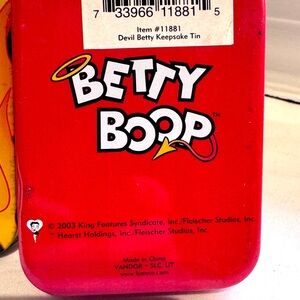 7 33966 11881 5
Item #11881
Devil Betty Keepsake Tin
BETTY
BOOP™
© 2003 King Features Syndicate, Inc./Fleischer Studios, Inc.
™ Hearst Holdings, Inc./Fleischer Studios, Inc.
Made in China
VANDOR • SLC, UT